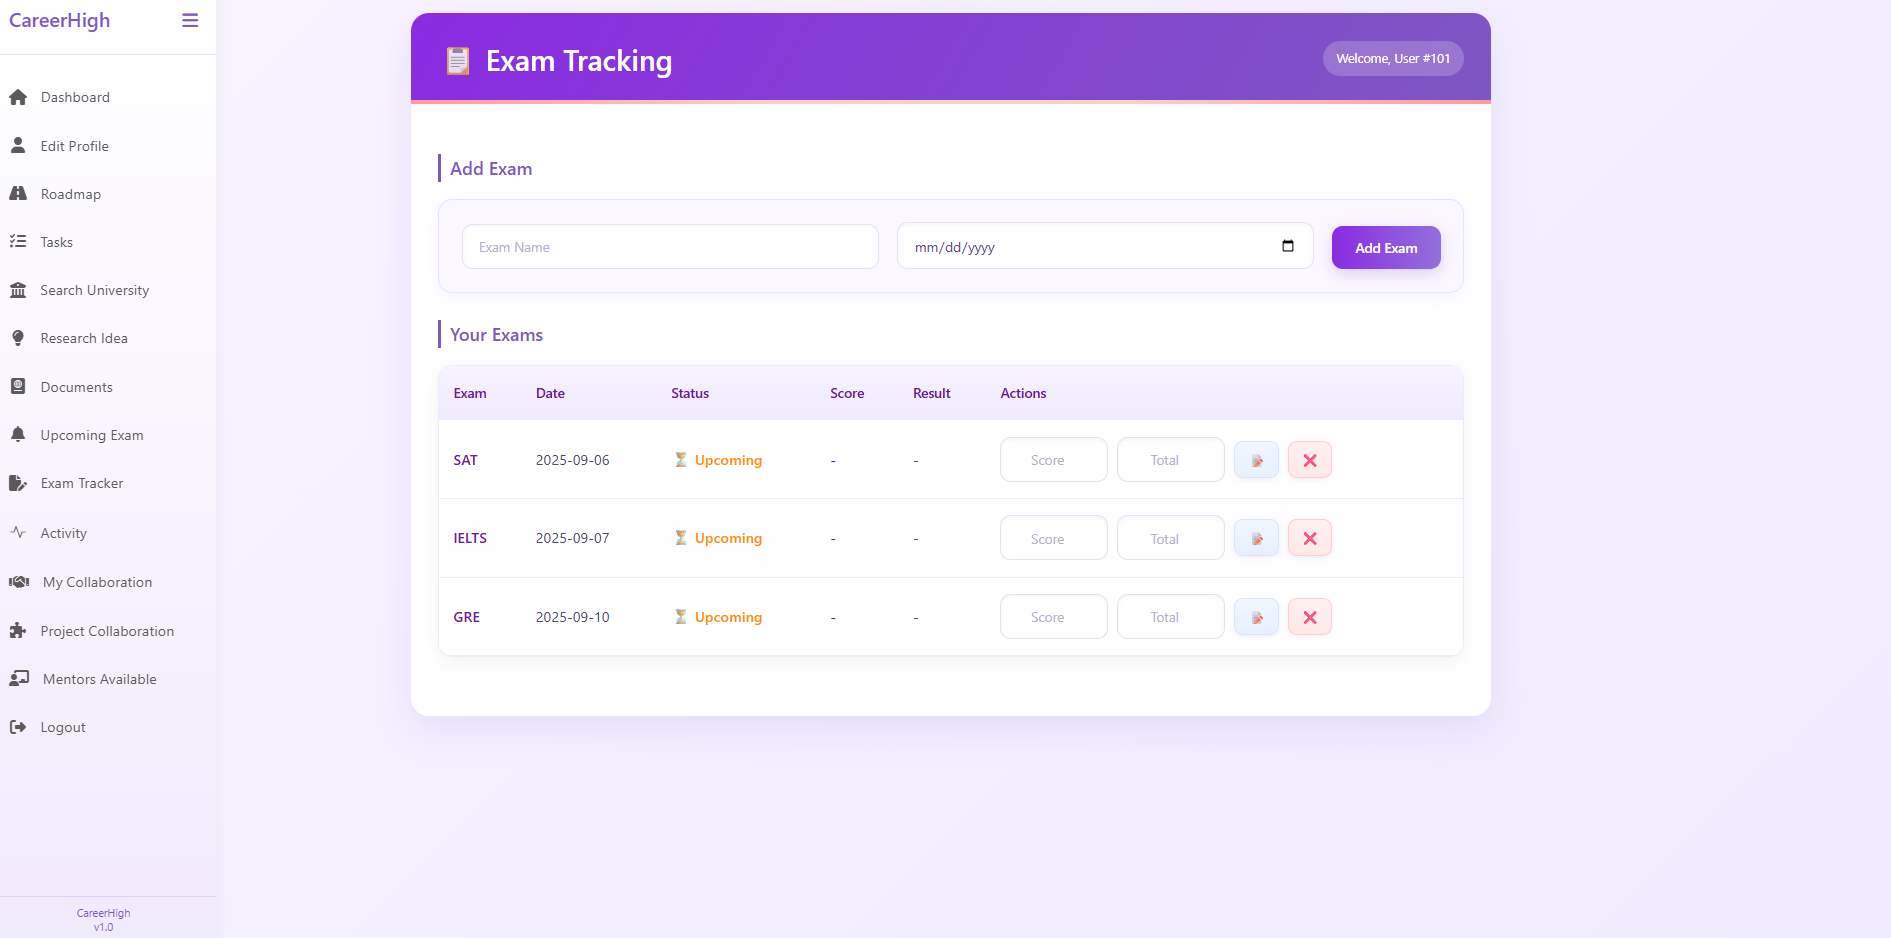 CareerHigh
Dashboard
Edit Profile
Roadmap
Tasks
Search University
Research Idea
Documents
Upcoming Exam
Exam Tracker
Activity
My Collaboration
Project Collaboration
Mentors Available
Logout
CareerHigh
v1.0
Exam Tracking
Welcome, User #101
Add Exam
Exam Name mm/dd/yyyy Add Exam
Your Exams
Exam Date Status Score Result Actions
SAT 2025-09-06 Upcoming - - Score Total
IELTS 2025-09-07 Upcoming - - Score Total
GRE 2025-09-10 Upcoming - - Score Total